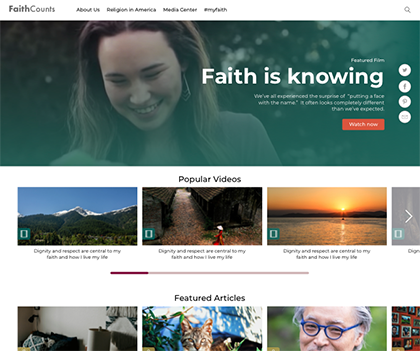 FaithCounts
About Us Religion in America Media Center #myfaith
Featured Film
Faith is knowing
We've all experienced the surprise of "putting a face
with the name." It often looks completely different
than we've expected.
Watch now
Popular Videos
Dignity and respect are central to my
faith and how I live my life
Dignity and respect are central to my
faith and how I live my life
Dignity and respect are central to my
faith and how I live my life
Dignity
faith
Featured Articles